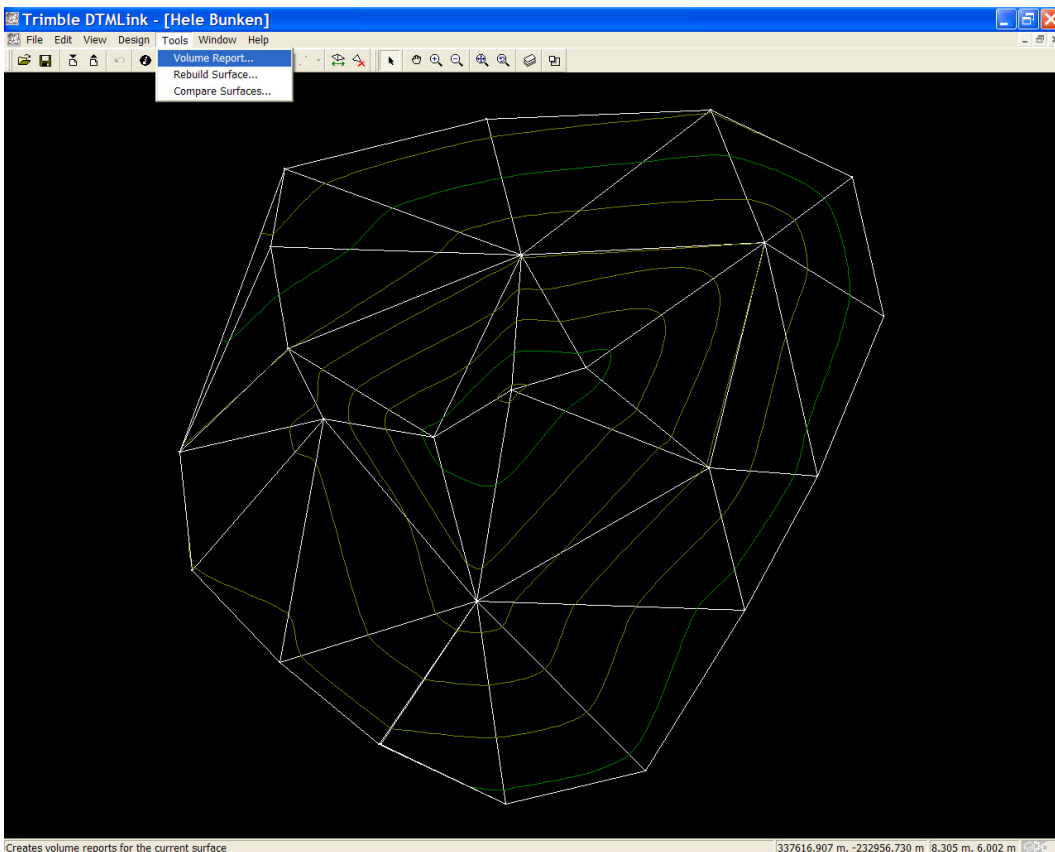 Trimble DTMLink - [Hele Bunken]
File Edit View Design Tools Window Help
Volume Report...
Rebuild Surface...
Compare Surfaces...
Creates volume reports for the current surface
337616.907 m, -232956.730 m 8.305 m, 6.002 m